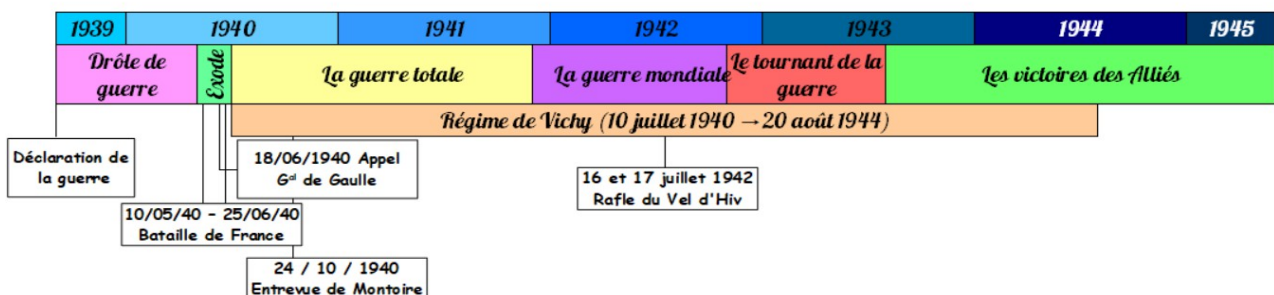 1939 1940 1941 1942 1943 1944 1945
Drôle de
guerre
Exode
La guerre totale
La guerre mondiale
Le tournant de la
guerre
Les victoires des Alliés
Régime de Vichy (10 juillet 1940 → 20 août 1944)
Déclaration de
la guerre
18/06/1940 Appel
Gal de Gaulle
16 et 17 juillet 1942
Rafle du Vel d'Hiv
10/05/40 - 25/06/40
Bataille de France
24 / 10 / 1940
Entrevue de Montoire